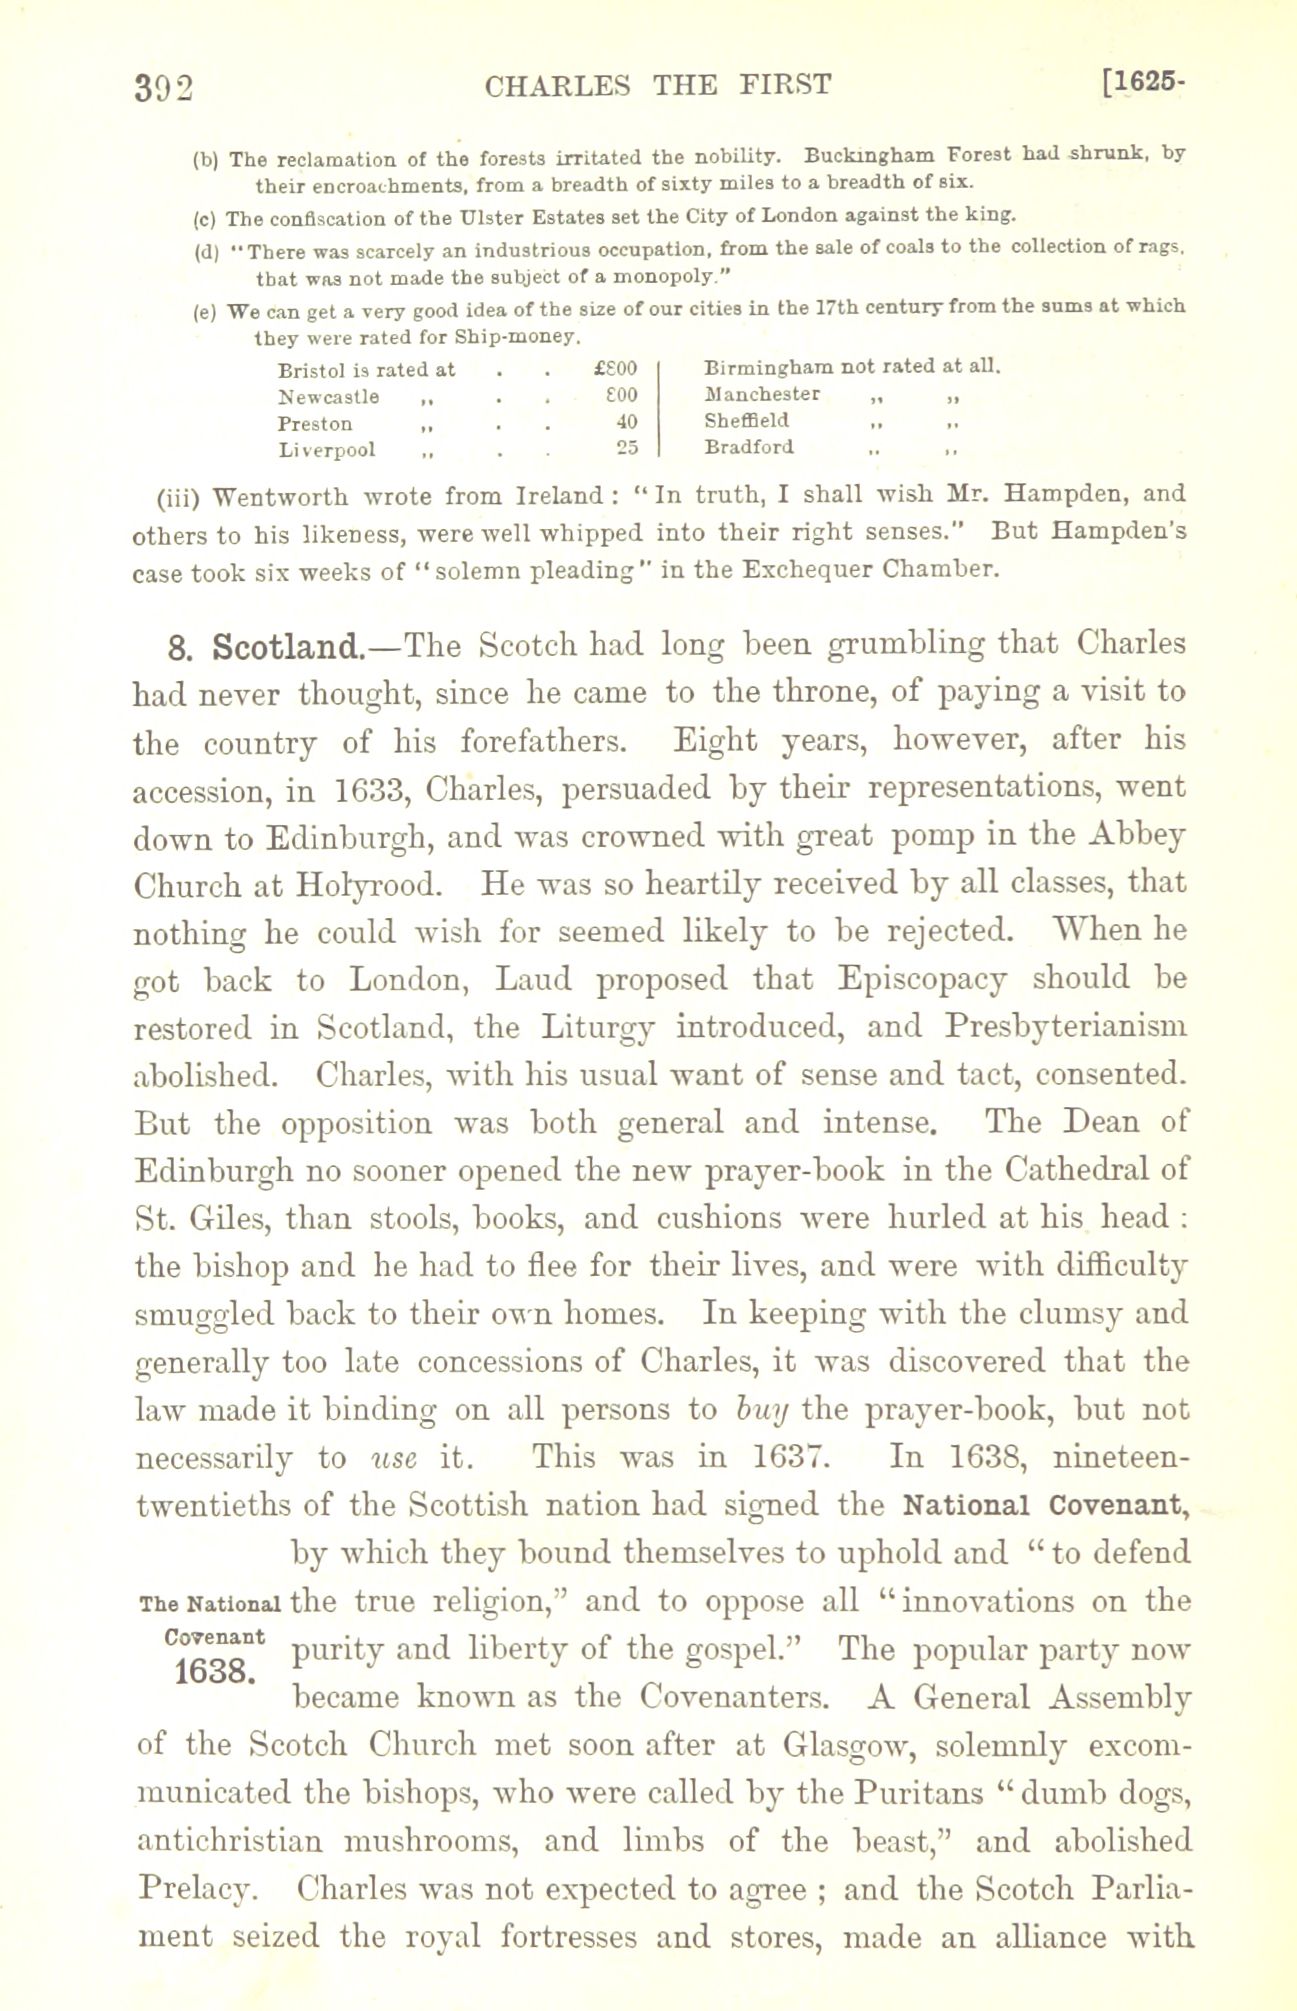 392 CHARLES THE FIRST [1625-
(b) The reclamation of the forests irritated the nobility. Buckingham Forest had shrunk, by
their encroachments, from a breadth of sixty miles to a breadth of six.
(c) The confiscation of the Ulster Estates set the City of London against the king.
(d) "There was scarcely an industrious occupation, from the sale of coals to the collection of rags,
that was not made the subject of a monopoly."
(e) We can get a very good idea of the size of our cities in the 17th century from the sums at which
they were rated for Ship-money.
Bristol is rated at . . £800 | Birmingham not rated at all.
Newcastle „ . . 800 | Manchester „ „
Preston „ . . 40 | Sheffield „ „
Liverpool „ . . 25 | Bradford „ „
(iii) Wentworth wrote from Ireland: "In truth, I shall wish Mr. Hampden, and
others to his likeness, were well whipped into their right senses." But Hampden's
case took six weeks of "solemn pleading" in the Exchequer Chamber.
8. Scotland.—The Scotch had long been grumbling that Charles
had never thought, since he came to the throne, of paying a visit to
the country of his forefathers. Eight years, however, after his
accession, in 1633, Charles, persuaded by their representations, went
down to Edinburgh, and was crowned with great pomp in the Abbey
Church at Holyrood. He was so heartily received by all classes, that
nothing he could wish for seemed likely to be rejected. When he
got back to London, Laud proposed that Episcopacy should be
restored in Scotland, the Liturgy introduced, and Presbyterianism
abolished. Charles, with his usual want of sense and tact, consented.
But the opposition was both general and intense. The Dean of
Edinburgh no sooner opened the new prayer-book in the Cathedral of
St. Giles, than stools, books, and cushions were hurled at his head :
the bishop and he had to flee for their lives, and were with difficulty
smuggled back to their own homes. In keeping with the clumsy and
generally too late concessions of Charles, it was discovered that the
law made it binding on all persons to buy the prayer-book, but not
necessarily to use it. This was in 1637. In 1638, nineteen-
twentieths of the Scottish nation had signed the National Covenant,
by which they bound themselves to uphold and "to defend
The National the true religion," and to oppose all "innovations on the
Covenant purity and liberty of the gospel." The popular party now
1638.
became known as the Covenanters. A General Assembly
of the Scotch Church met soon after at Glasgow, solemnly excom-
municated the bishops, who were called by the Puritans "dumb dogs,
antichristian mushrooms, and limbs of the beast," and abolished
Prelacy. Charles was not expected to agree ; and the Scotch Parlia-
ment seized the royal fortresses and stores, made an alliance with